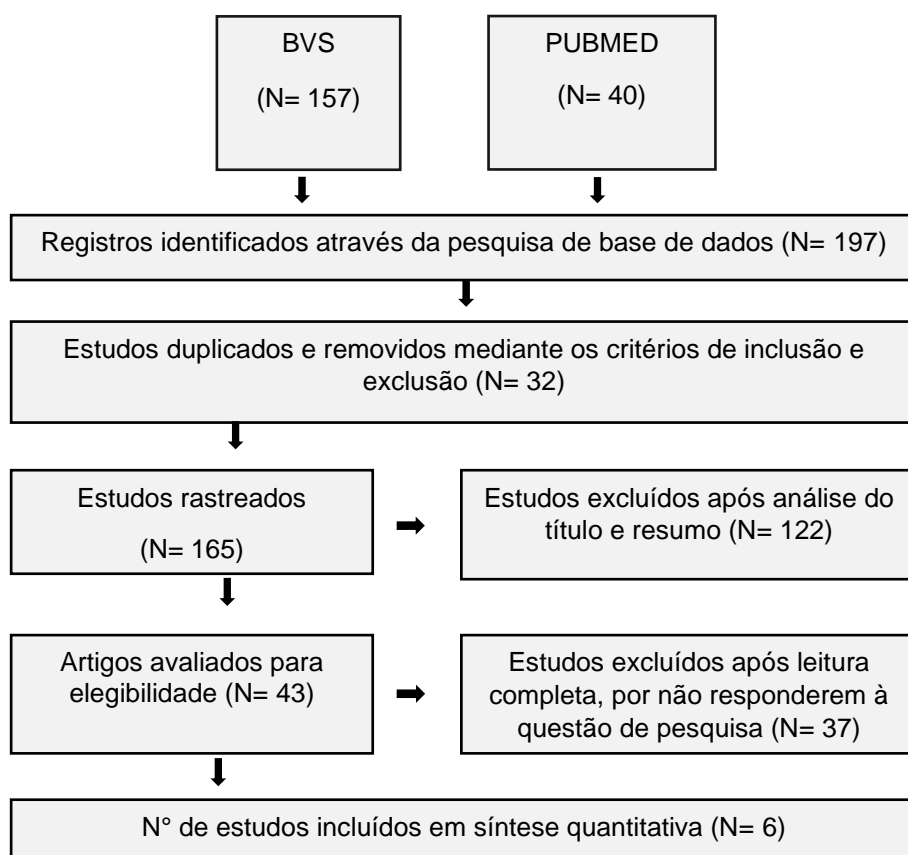 BVS
(N= 157)
PUBMED
(N= 40)
Registros identificados através da pesquisa de base de dados (N= 197)
Estudos duplicados e removidos mediante os critérios de inclusão e
exclusão (N= 32)
Estudos rastreados
(N= 165)
Estudos excluídos após análise do
título e resumo (N= 122)
Artigos avaliados para
elegibilidade (N= 43)
Estudos excluídos após leitura
completa, por não responderem à
questão de pesquisa (N= 37)
N° de estudos incluídos em síntese quantitativa (N= 6)